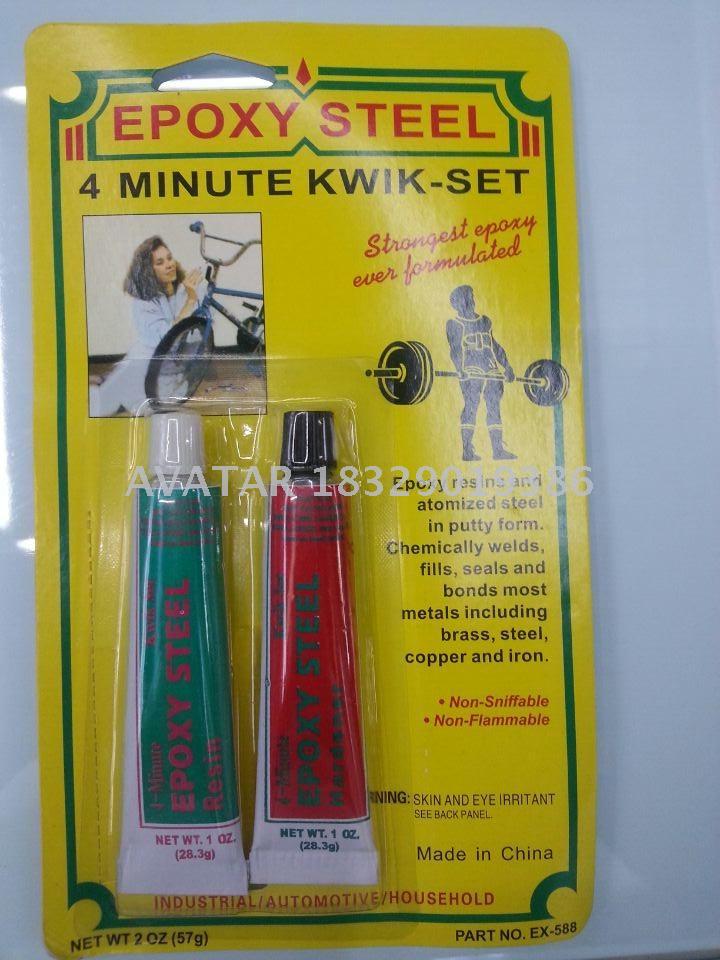 EPOXY STEEL
4 MINUTE KWIK-SET
Strongest epoxy
ever formulated
AVATAR 18329019386
Epoxy resins and
atomized steel
in putty form.
Chemically welds,
fills, seals and
bonds most
metals including
brass, steel,
copper and iron.
• Non-Sniffable
• Non-Flammable
4-Minute
EPOXY STEEL
Resin
NET WT. 1 OZ.
(28.3g)
4-Minute
EPOXY STEEL
Hardener
NET WT. 1 OZ.
(28.3g)
RNING: SKIN AND EYE IRRITANT
SEE BACK PANEL.
Made in China
INDUSTRIAL/AUTOMOTIVE/HOUSEHOLD
NET WT 2 OZ (57g)
PART NO. EX-588